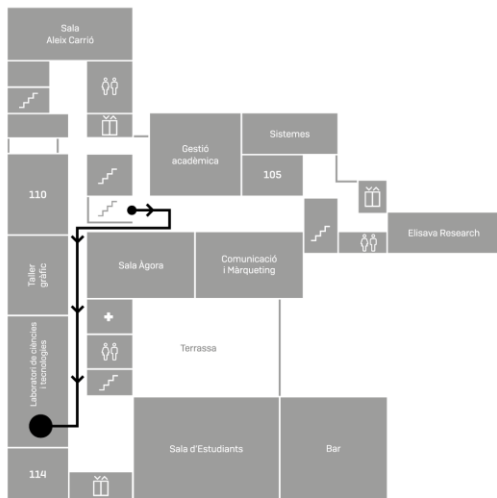 Sala
Aleix Carrió
Gestió
acadèmica
Sistemes
105
110
Elisava Research
Taller
gràfic
Sala Àgora
Comunicació
i Màrqueting
Laboratori de ciències
i tecnologies
Terrassa
Sala d'Estudiants
Bar
114